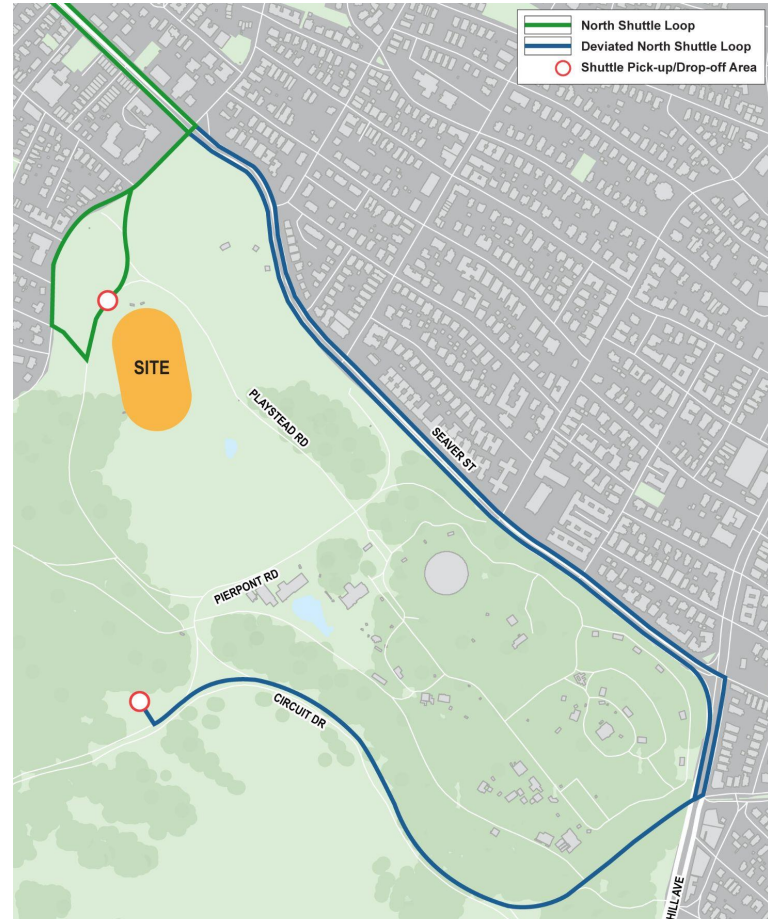 North Shuttle Loop
Deviated North Shuttle Loop
Shuttle Pick-up/Drop-off Area
SITE
PLAYSTEAD RD
SEAVER ST
PIERPONT RD
CIRCUIT DR
HILL AVE